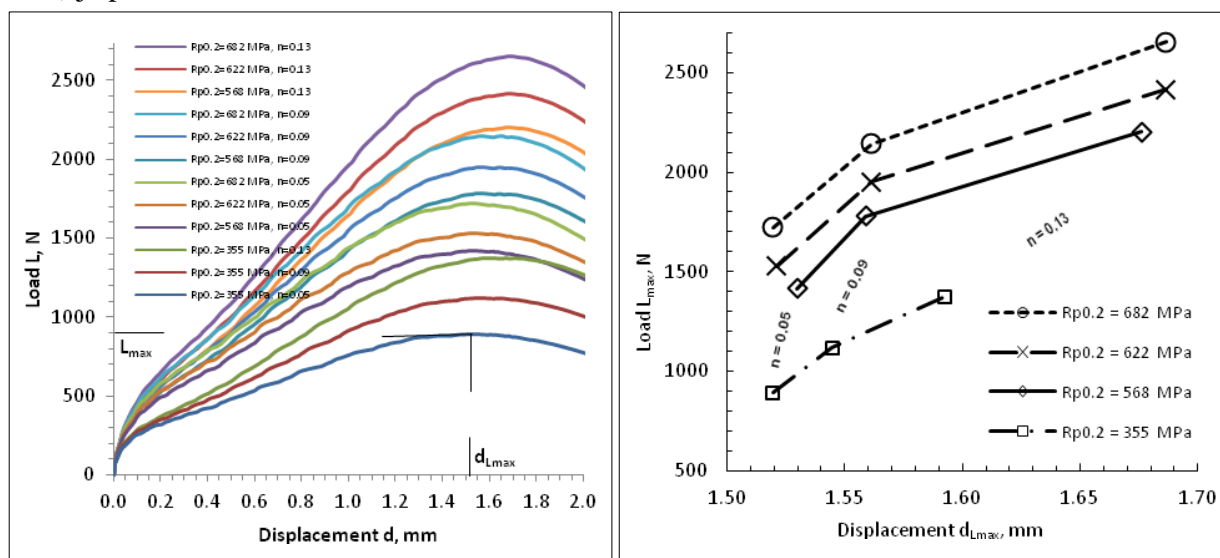 Load L, N
2500
2000
1500
1000
500
0
Rp0.2=682 MPa, n=0.13
Rp0.2=622 MPa, n=0.13
Rp0.2=568 MPa, n=0.13
Rp0.2=682 MPa, n=0.09
Rp0.2=622 MPa, n=0.09
Rp0.2=568 MPa, n=0.09
Rp0.2=682 MPa, n=0.05
Rp0.2=622 MPa, n=0.05
Rp0.2=568 MPa, n=0.05
Rp0.2=355 MPa, n=0.13
Rp0.2=355 MPa, n=0.09
Rp0.2=355 MPa, n=0.05
Lmax
dLmax
0.0 0.2 0.4 0.6 0.8 1.0 1.2 1.4 1.6 1.8 2.0
Displacement d, mm
Load Lmax, N
2500
2000
1500
1000
500
n = 0.05
n = 0.09
n = 0.13
Rp0.2 = 682 MPa
Rp0.2 = 622 MPa
Rp0.2 = 568 MPa
Rp0.2 = 355 MPa
1.50 1.55 1.60 1.65 1.70
Displacement dLmax, mm